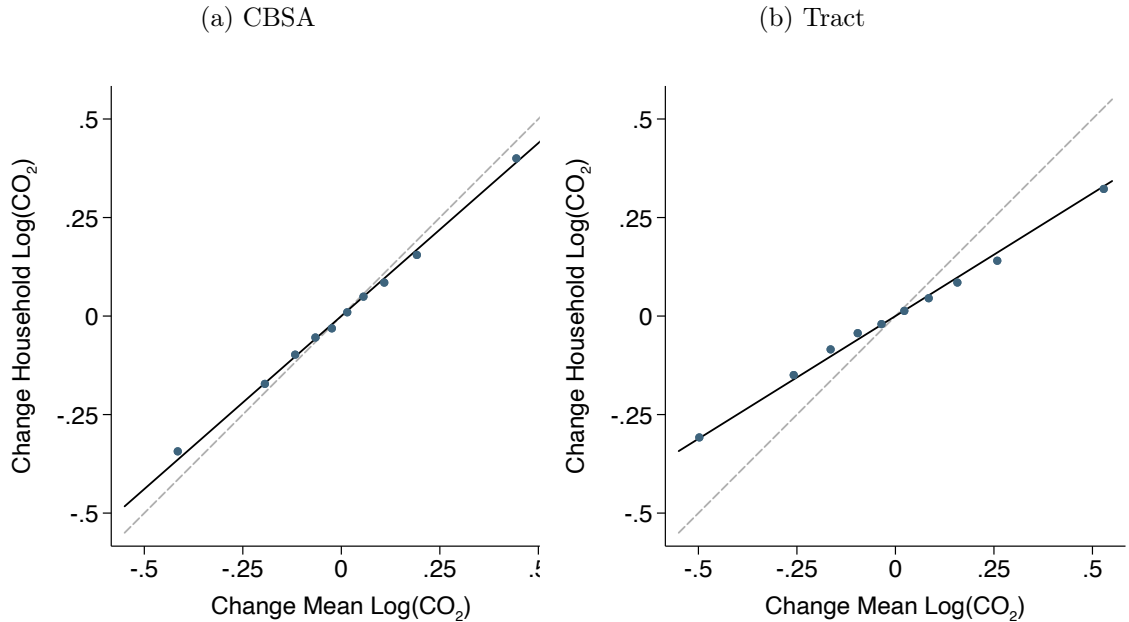 (a) CBSA
.5
.25
0
-.25
-.5
Change Household Log(CO₂)
-.5 -.25 0 .25
Change Mean Log(CO₂)
(b) Tract
.5
.25
0
-.25
-.5
Change Household Log(CO₂)
-.5 -.25 0 .25 .5
Change Mean Log(CO₂)